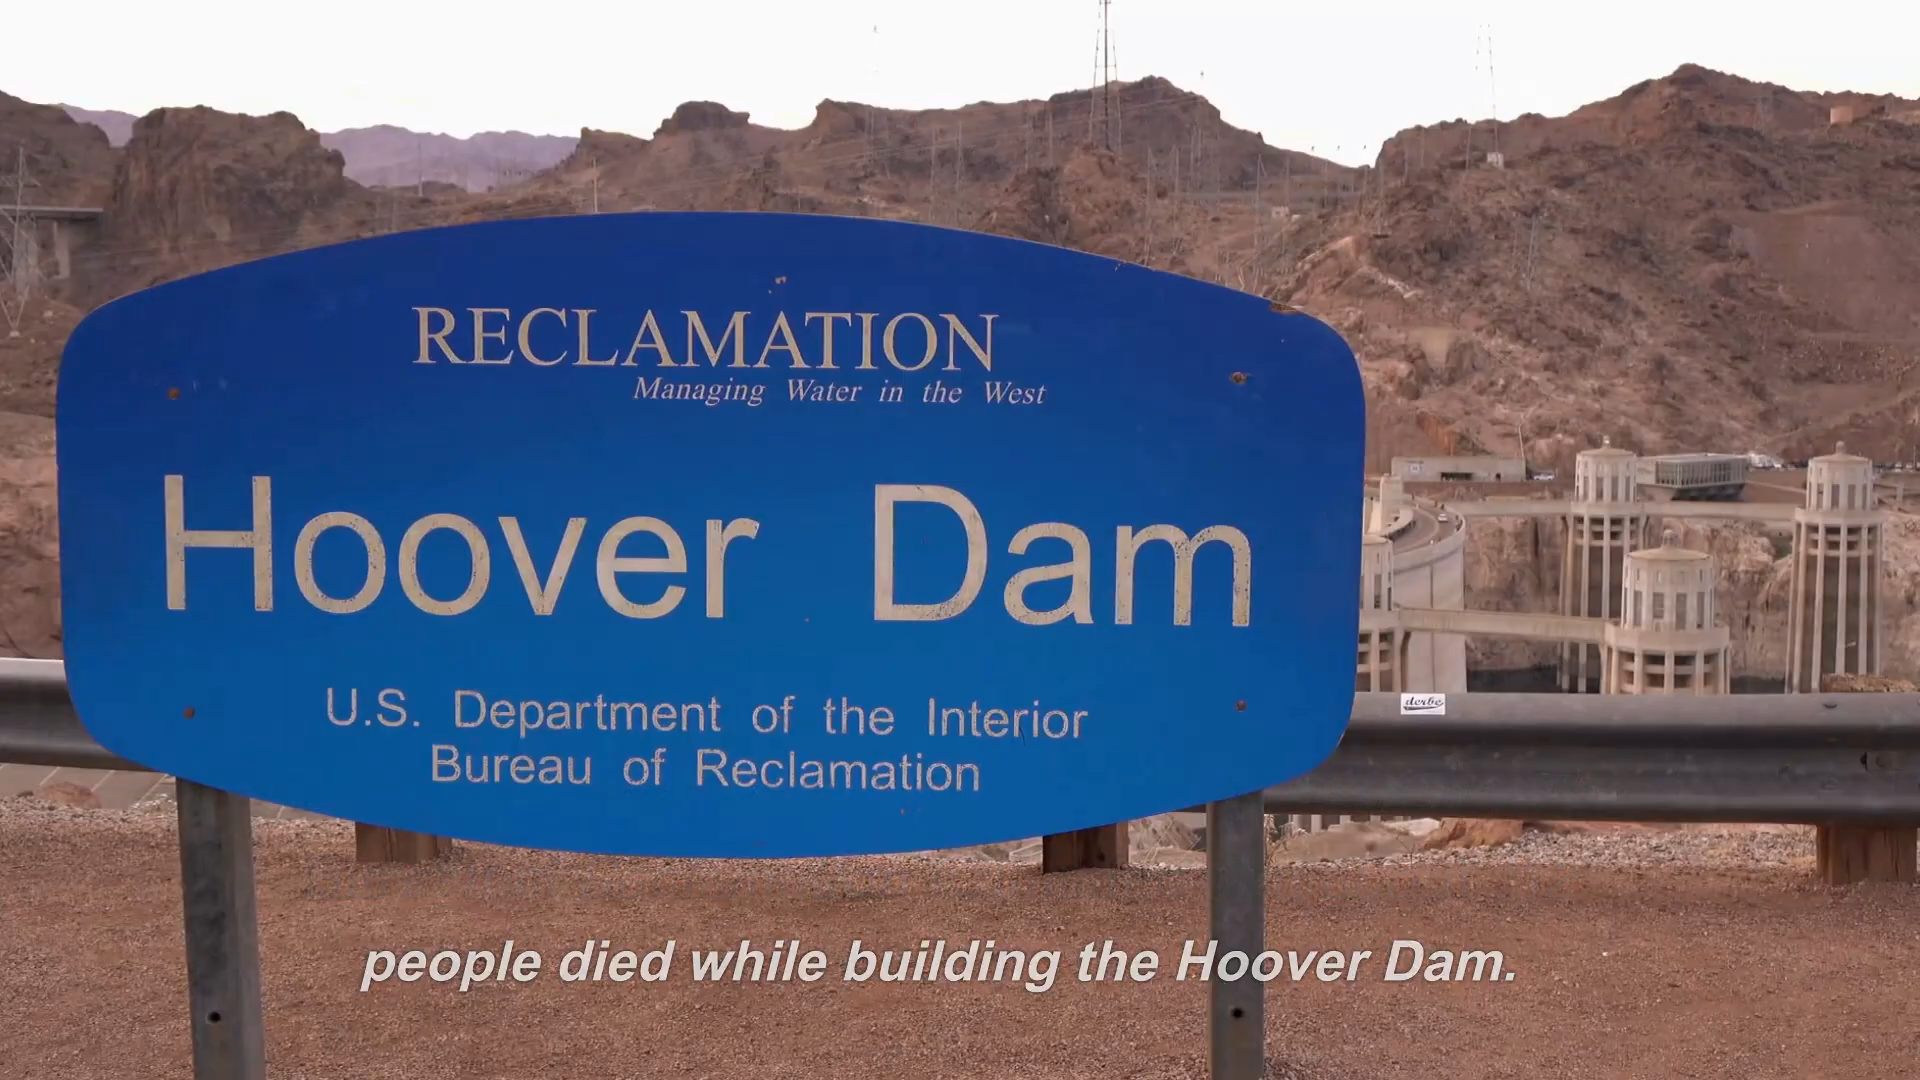 RECLAMATION
Managing Water in the West
Hoover Dam
U.S. Department of the Interior
Bureau of Reclamation
derbe
people died while building the Hoover Dam.